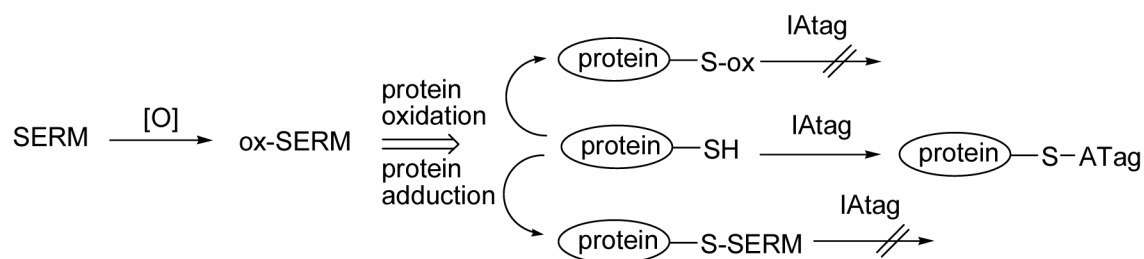 IAtag
protein S-ox
protein
oxidation
SERM [O] ox-SERM
IAtag
protein SH
protein S-ATag
protein
adduction
IAtag
protein S-SERM